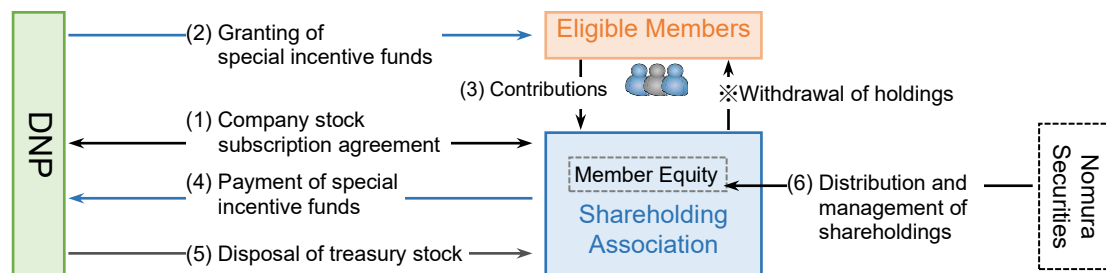 DNP
(2) Granting of
special incentive funds
Eligible Members
(3) Contributions
※Withdrawal of holdings
(1) Company stock
subscription agreement
(4) Payment of special
incentive funds
(5) Disposal of treasury stock
Member Equity
Shareholding
Association
(6) Distribution and
management of
shareholdings
Nomura
Securities